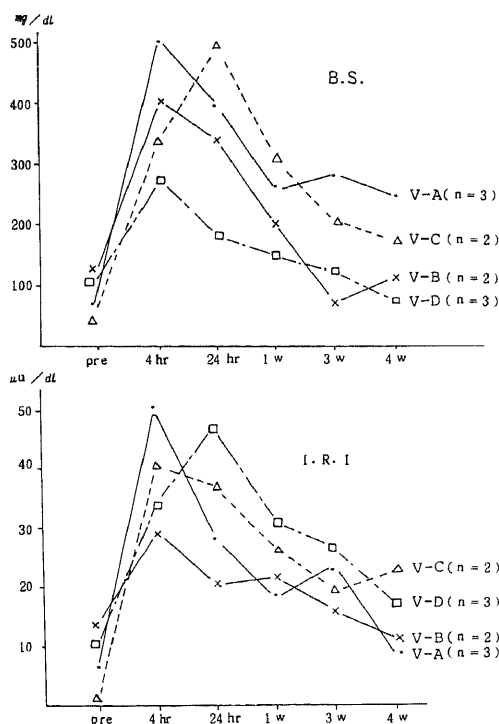 mg/dl
B.S.
500
400
300
200
100
V-A(n=3)
V-C(n=2)
V-B(n=2)
V-D(n=3)
pre 4hr 24hr 1w 3w 4w
μu/dl
I.R.I
50
40
30
20
10
V-C(n=2)
V-D(n=3)
V-B(n=2)
V-A(n=3)
pre 4hr 24hr 1w 3w 4w